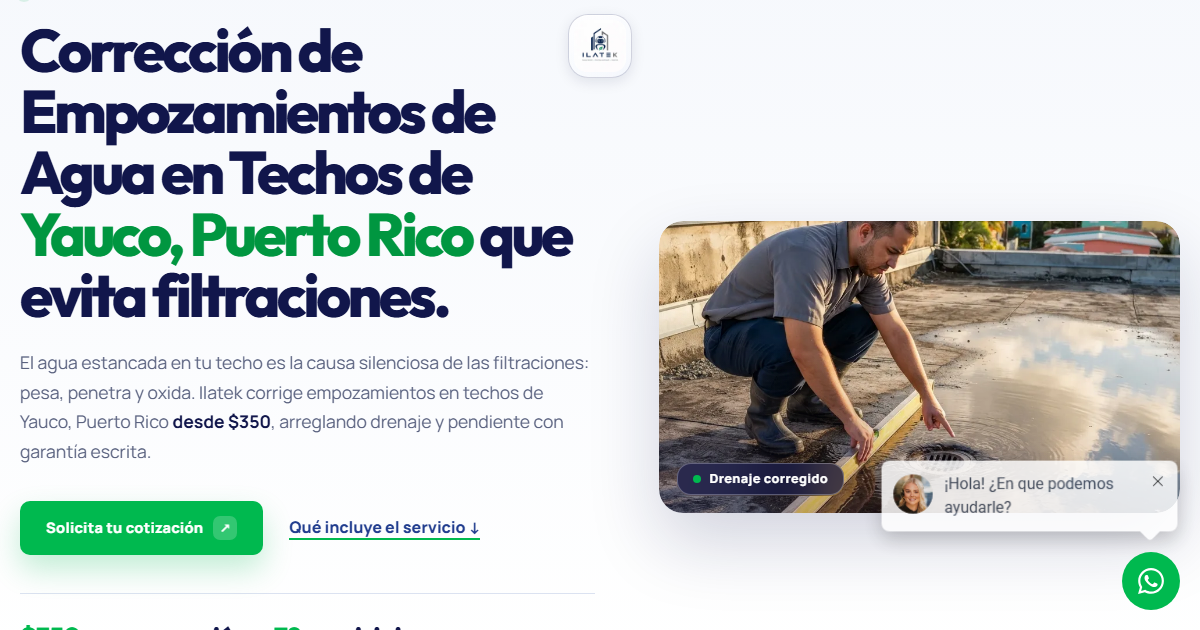 ILATEK
Corrección de
Empozamientos de
Agua en Techos de
Yauco, Puerto Rico que
evita filtraciones.
El agua estancada en tu techo es la causa silenciosa de las filtraciones:
pesa, penetra y oxida. Ilatek corrige empozamientos en techos de
Yauco, Puerto Rico desde $350, arreglando drenaje y pendiente con
garantía escrita.
Solicita tu cotización ↗
Qué incluye el servicio ↓
Drenaje corregido
¡Hola! ¿En que podemos
ayudarle?